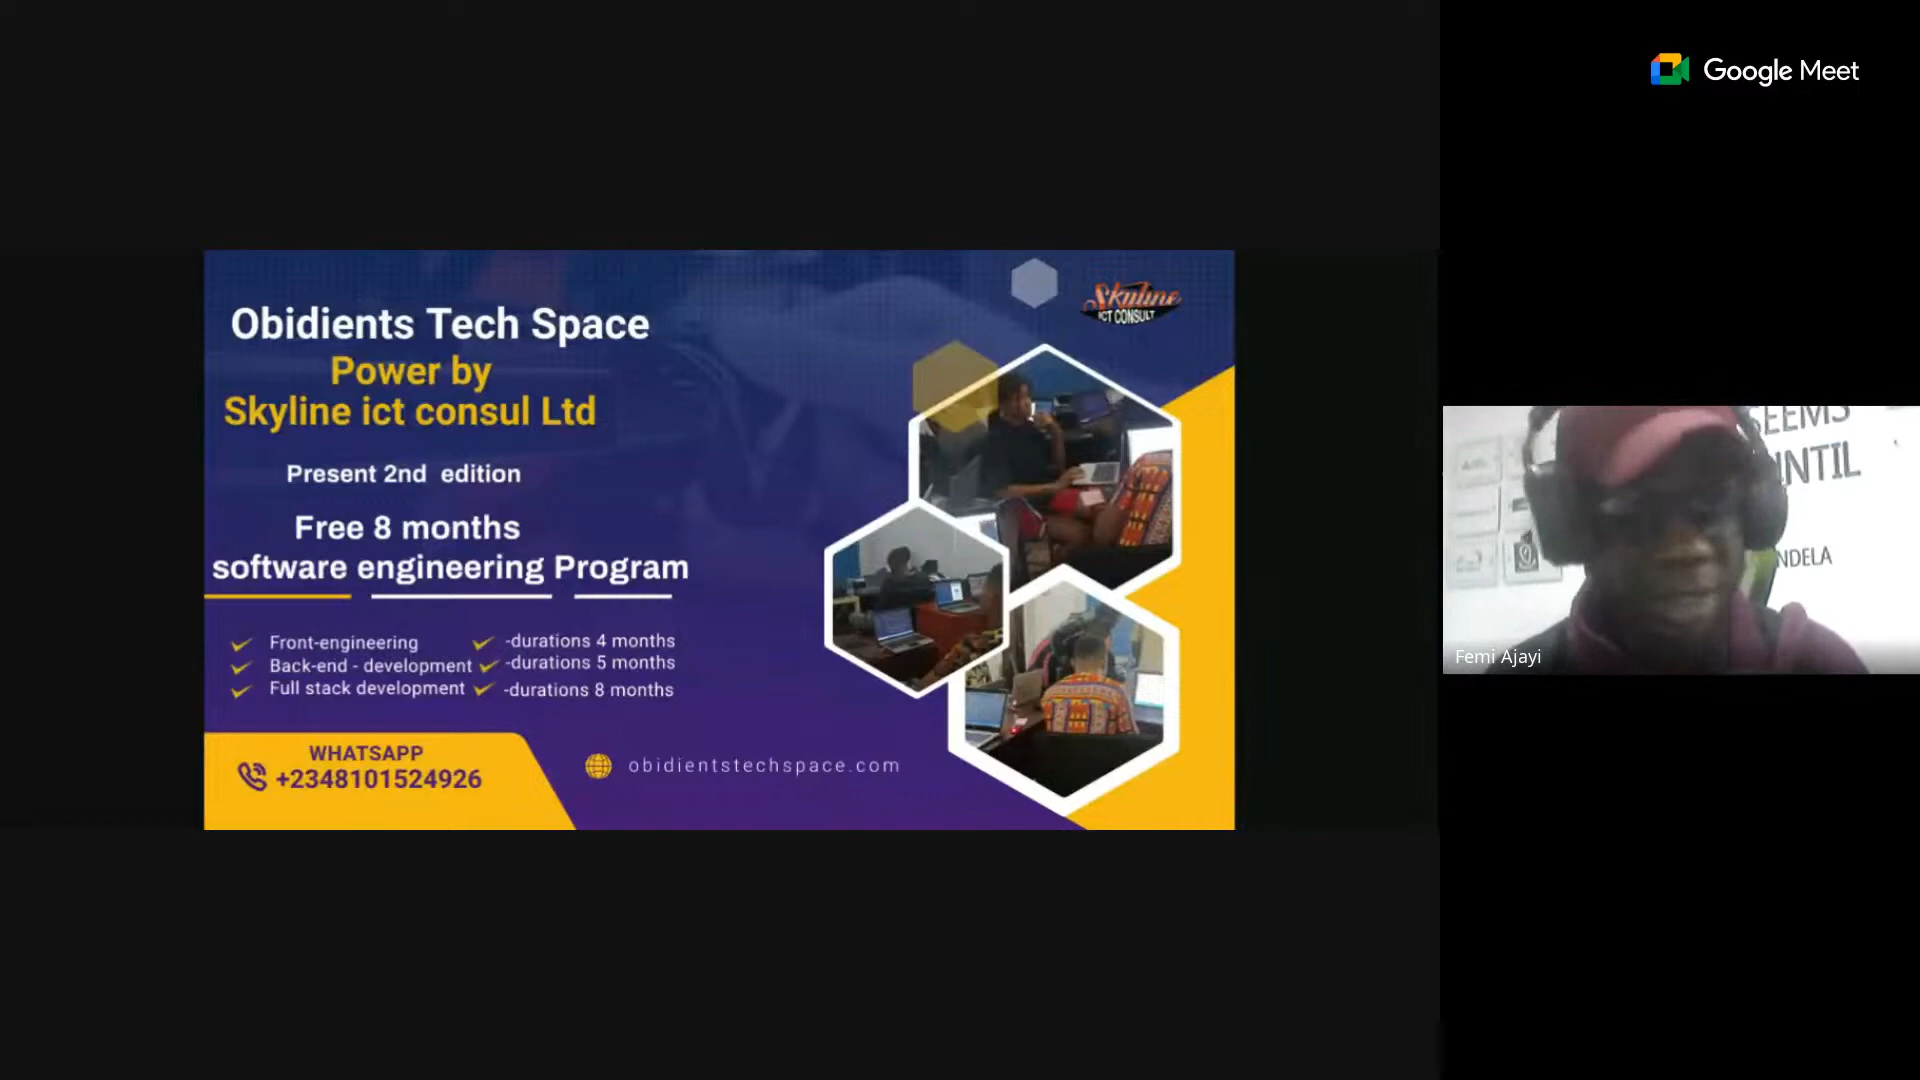 Google Meet
Obidients Tech Space
Power by
Skyline ict consul Ltd
Skyline
ICT CONSULT
Present 2nd edition
Free 8 months
software engineering Program
Front-engineering -durations 4 months
Back-end - development -durations 5 months
Full stack development -durations 8 months
WHATSAPP
+2348101524926
obidientstechspace.com
SEEMS
UNTIL
NDELA
Femi Ajayi